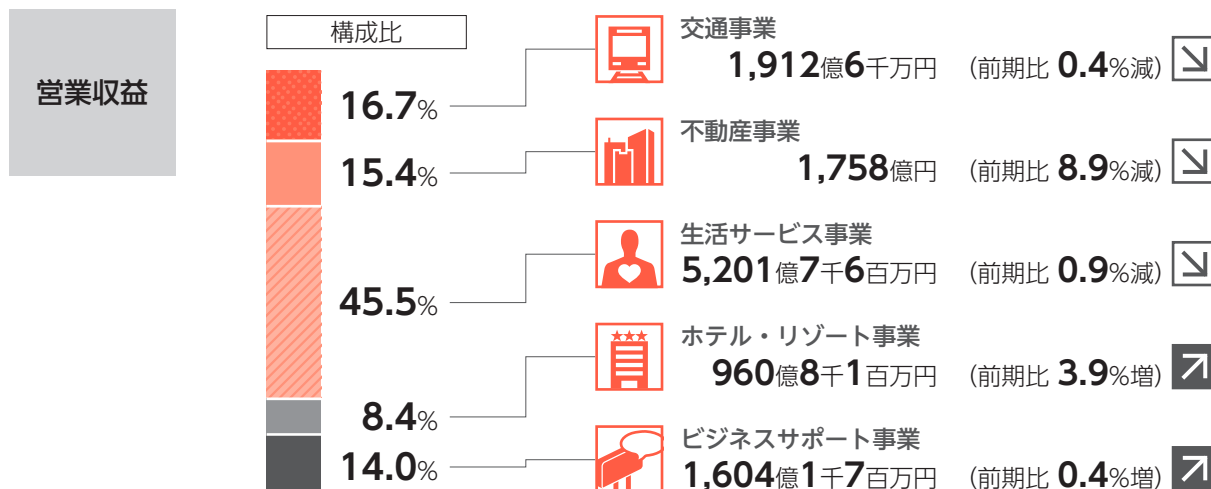 営業収益
構成比
16.7%
交通事業
1,912億6千万円 (前期比 0.4%減)
15.4%
不動産事業
1,758億円 (前期比 8.9%減)
45.5%
生活サービス事業
5,201億7千6百万円 (前期比 0.9%減)
8.4%
ホテル・リゾート事業
960億8千1百万円 (前期比 3.9%増)
14.0%
ビジネスサポート事業
1,604億1千7百万円 (前期比 0.4%増)